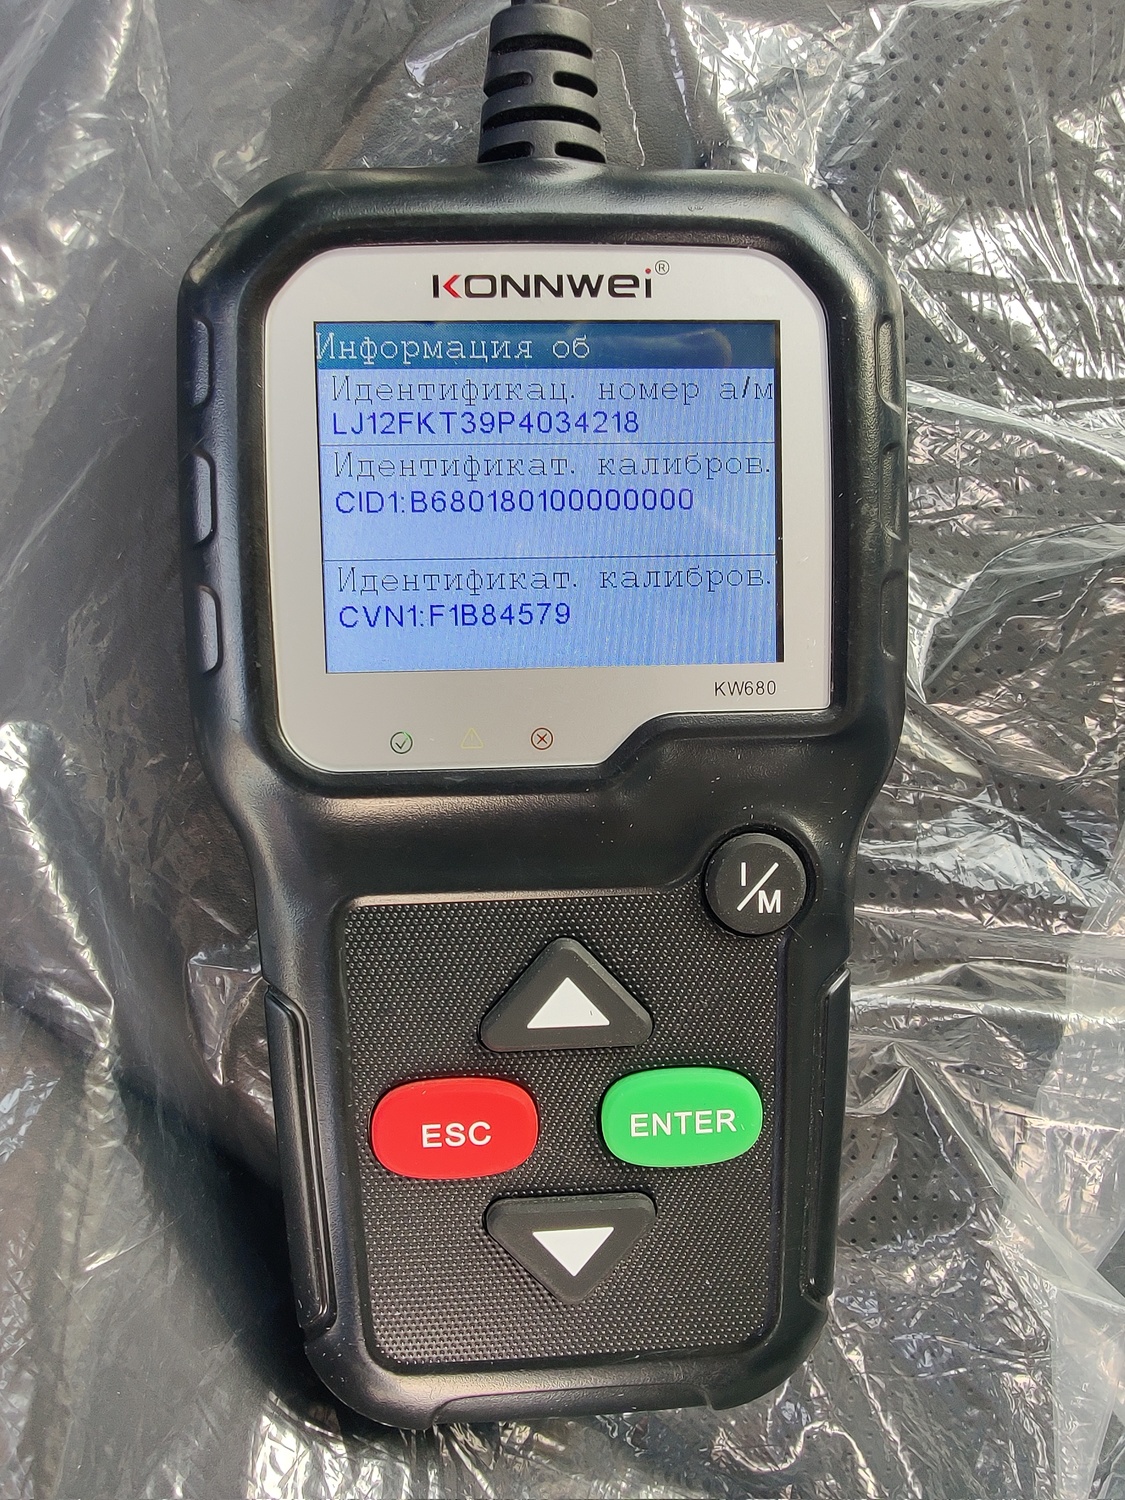 KONNWEI®
Информация об
Идентификац. номер а/м
LJ12FKT39P4034218
Идентификат. калибров.
CID1:B680180100000000
Идентификат. калибров.
CVN1:F1B84579
KW680
I/M
ESC
ENTER